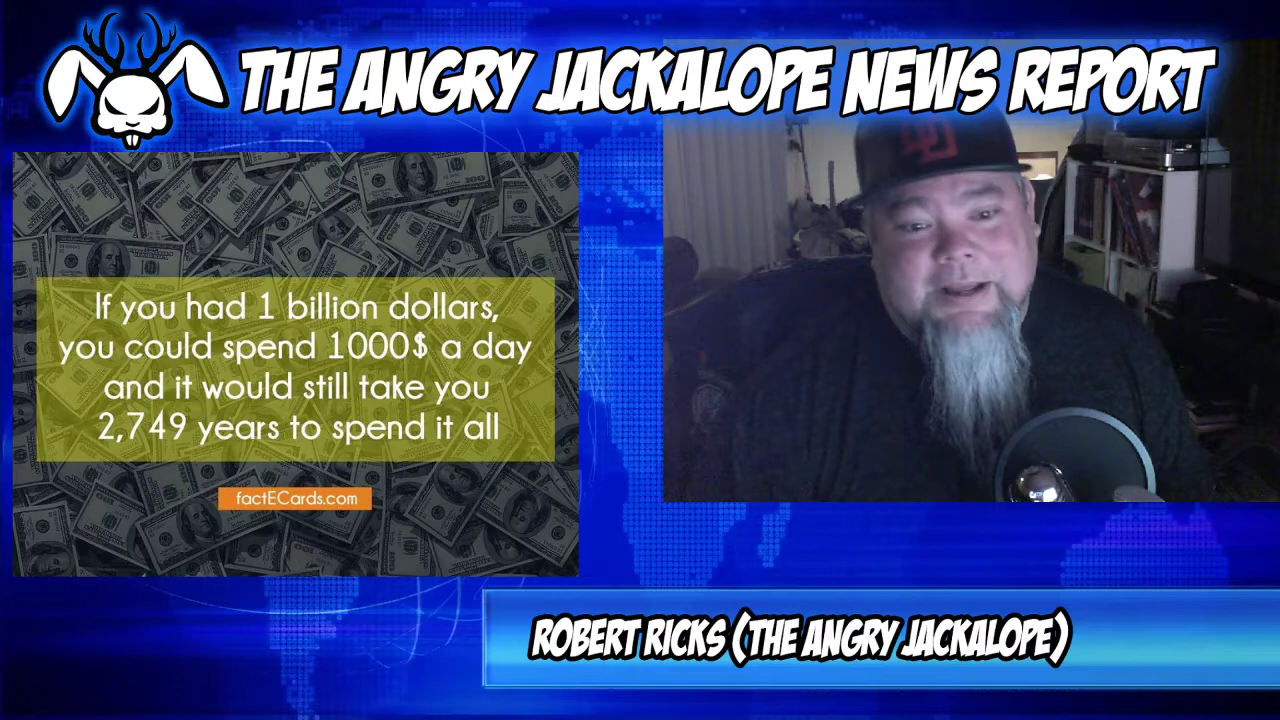 THE ANGRY JACKALOPE NEWS REPORT
If you had 1 billion dollars,
you could spend 1000$ a day
and it would still take you
2,749 years to spend it all
factECards.com
ROBERT RICKS (THE ANGRY JACKALOPE)